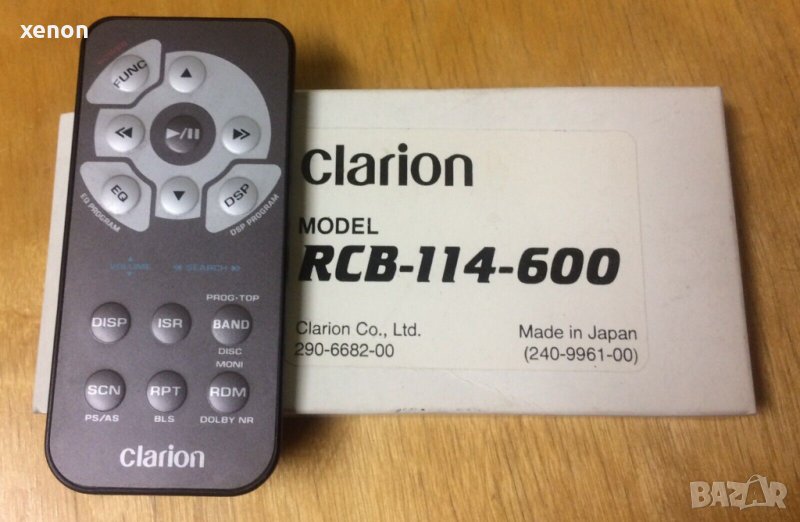 xenon
FUNC
EQ
DSP
EQ PROGRAM
DSP PROGRAM
VOLUME
SEARCH
PROG·TOP
DISP ISR BAND
DISC
MONI
SCN RPT RDM
PS/AS BLS DOLBY NR
clarion
clarion
MODEL
RCB-114-600
Clarion Co., Ltd. Made in Japan
290-6682-00 (240-9961-00)
BAZAR